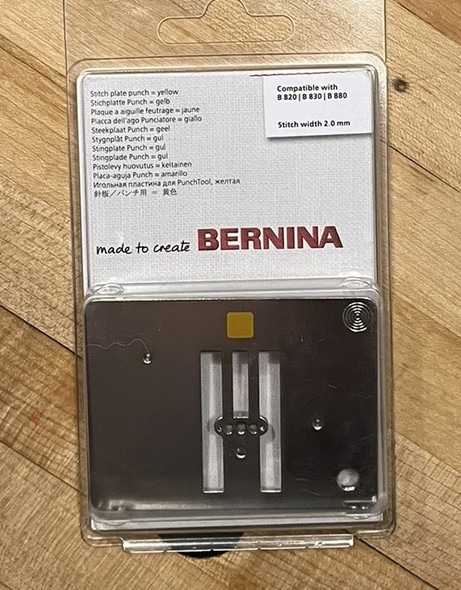 Stitch plate punch = yellow
Stichplatte Punch = gelb
Plaque a aiguille feutrage = jaune
Placca dell'ago Punciatore = giallo
Steekplaat Punch = geel
Stygnplåt Punch = gul
Stingplate Punch = gul
Stingplade Punch = gul
Pistolevy huovutus = keltainen
Placa-aguja Punch = amarillo
Игольная пластина для PunchTool, желтая
針板／パンチ用 = 黄色
Compatible with
B 820 | B 830 | B 880
Stitch width 2.0 mm
made to create BERNINA